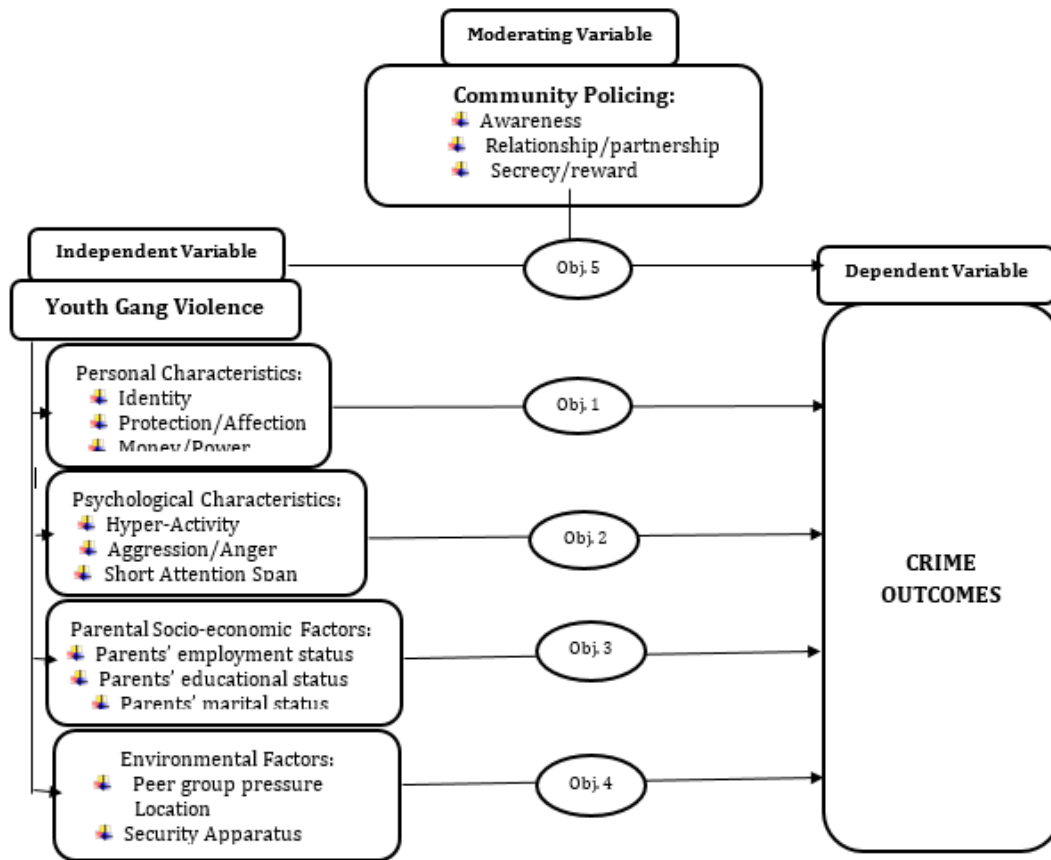 Moderating Variable
Community Policing:
Awareness
Relationship/partnership
Secrecy/reward
Independent Variable
Obj. 5
Dependent Variable
Youth Gang Violence
Personal Characteristics:
Identity
Protection/Affection
Money/Power
Obj. 1
Psychological Characteristics:
Hyper-Activity
Aggression/Anger
Short Attention Span
Obj. 2
CRIME
OUTCOMES
Parental Socio-economic Factors:
Parents’ employment status
Parents’ educational status
Parents’ marital status
Obj. 3
Environmental Factors:
Peer group pressure
Location
Security Apparatus
Obj. 4